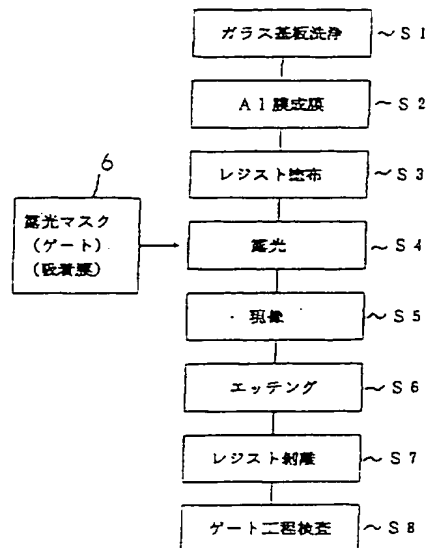 ガラス基板洗浄 ～S1
Al膜成膜 ～S2
レジスト塗布 ～S3
6
露光マスク
(ゲート)
(吸着膜)
露光 ～S4
現像 ～S5
エッチング ～S6
レジスト剥離 ～S7
ゲート工程検査 ～S8